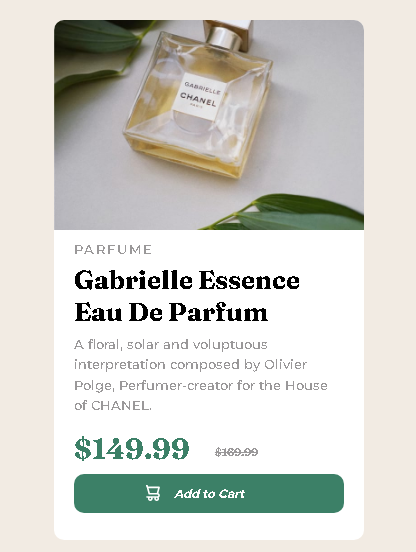 GABRIELLE
CHANEL
PARFUME
Gabrielle Essence
Eau De Parfum
A floral, solar and voluptuous
interpretation composed by Olivier
Polge, Perfumer-creator for the House
of CHANEL.
$149.99 $169.99
Add to Cart